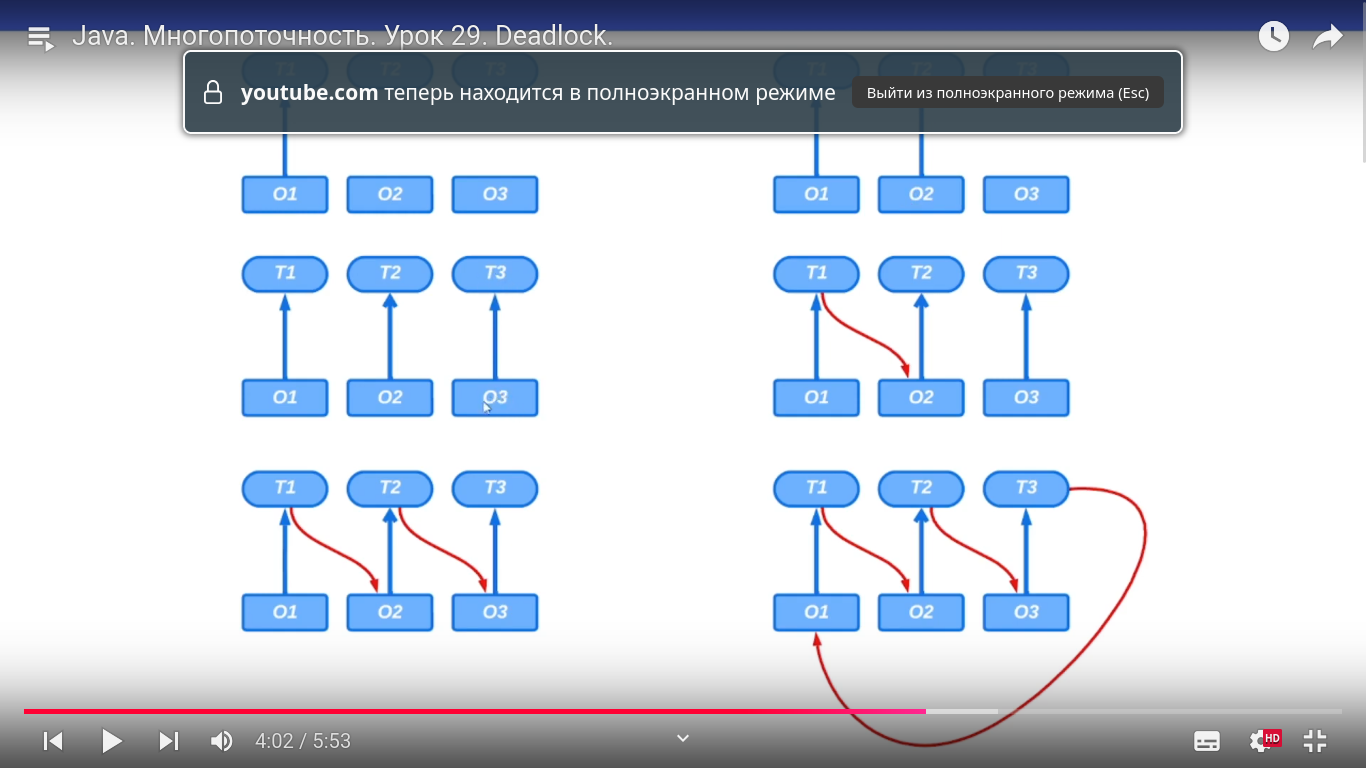 Java. Многопоточность. Урок 29. Deadlock.
T1 T2 T3 T1 T2 T3
youtube.com теперь находится в полноэкранном режиме Выйти из полноэкранного режима (Esc)
O1 O2 O3 O1 O2 O3
T1 T2 T3 T1 T2 T3
O1 O2 O3 O1 O2 O3
T1 T2 T3 T1 T2 T3
O1 O2 O3 O1 O2 O3
4:02 / 5:53 HD